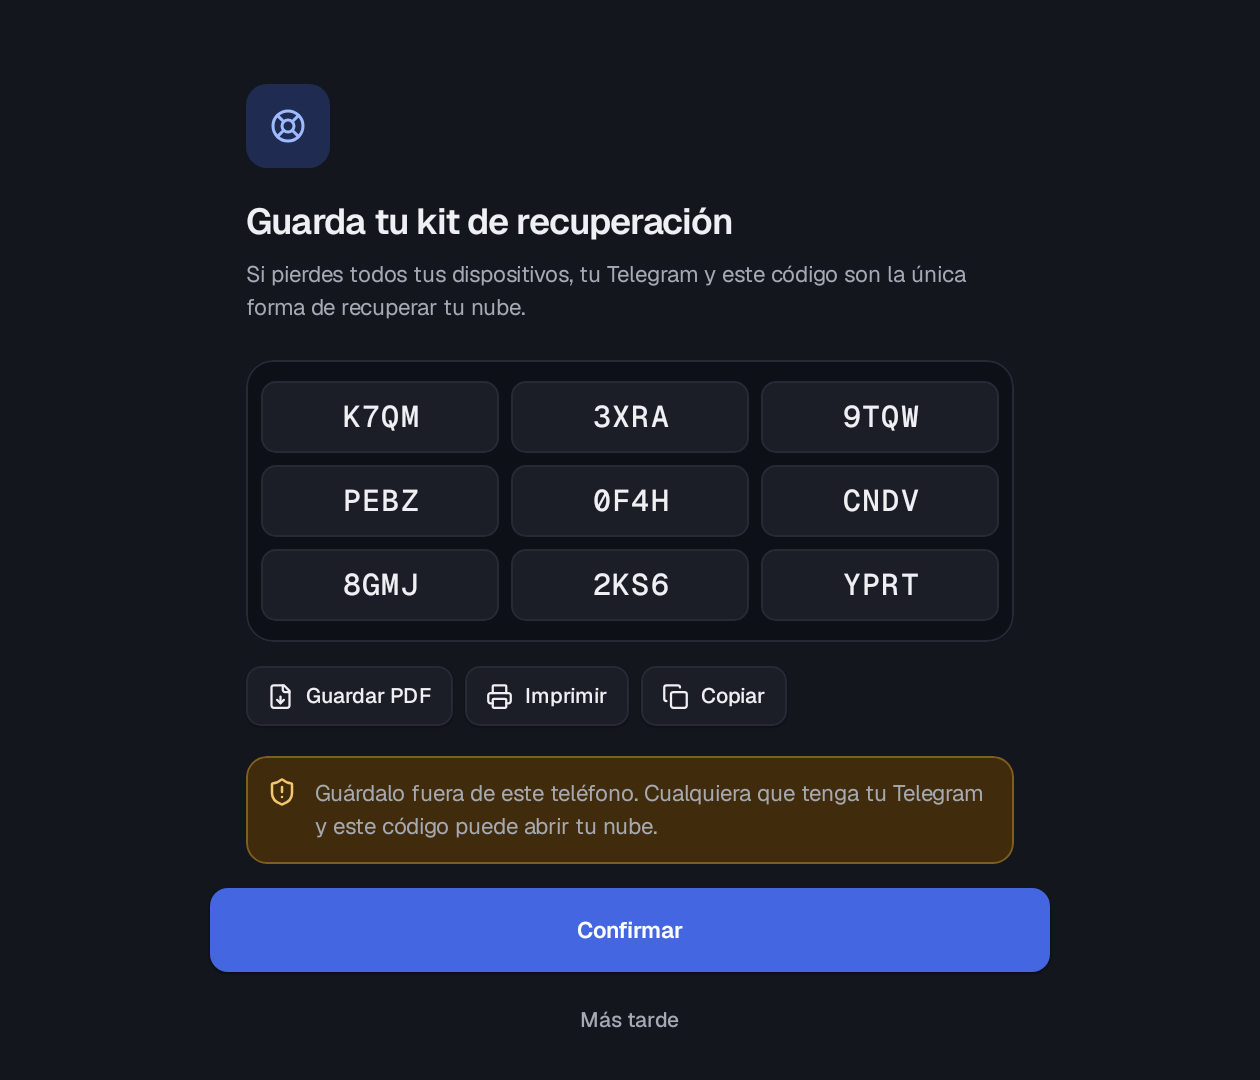 Guarda tu kit de recuperación
Si pierdes todos tus dispositivos, tu Telegram y este código son la única
forma de recuperar tu nube.
K7QM 3XRA 9TQW
PEBZ 0F4H CNDV
8GMJ 2KS6 YPRT
Guardar PDF Imprimir Copiar
Guárdalo fuera de este teléfono. Cualquiera que tenga tu Telegram
y este código puede abrir tu nube.
Confirmar
Más tarde